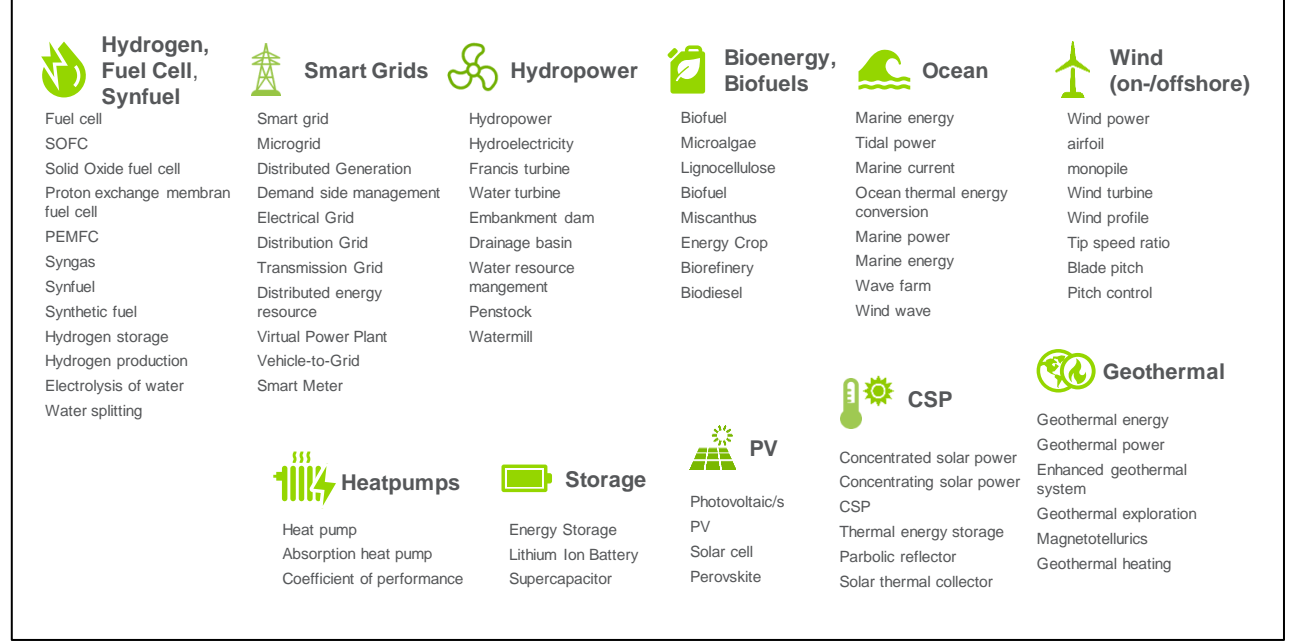 Hydrogen,
Fuel Cell,
Synfuel
Fuel cell
SOFC
Solid Oxide fuel cell
Proton exchange membran
fuel cell
PEMFC
Syngas
Synfuel
Synthetic fuel
Hydrogen storage
Hydrogen production
Electrolysis of water
Water splitting
Smart Grids
Smart grid
Microgrid
Distributed Generation
Demand side management
Electrical Grid
Distribution Grid
Transmission Grid
Distributed energy
resource
Virtual Power Plant
Vehicle-to-Grid
Smart Meter
Hydropower
Hydropower
Hydroelectricity
Francis turbine
Water turbine
Embankment dam
Drainage basin
Water resource
mangement
Penstock
Watermill
Bioenergy,
Biofuels
Biofuel
Microalgae
Lignocellulose
Biofuel
Miscanthus
Energy Crop
Biorefinery
Biodiesel
Ocean
Marine energy
Tidal power
Marine current
Ocean thermal energy
conversion
Marine power
Marine energy
Wave farm
Wind wave
Wind
(on-/offshore)
Wind power
airfoil
monopile
Wind turbine
Wind profile
Tip speed ratio
Blade pitch
Pitch control
Heatpumps
Heat pump
Absorption heat pump
Coefficient of performance
Storage
Energy Storage
Lithium Ion Battery
Supercapacitor
PV
Photovoltaic/s
PV
Solar cell
Perovskite
CSP
Concentrated solar power
Concentrating solar power
CSP
Thermal energy storage
Parbolic reflector
Solar thermal collector
Geothermal
Geothermal energy
Geothermal power
Enhanced geothermal
system
Geothermal exploration
Magnetotellurics
Geothermal heating